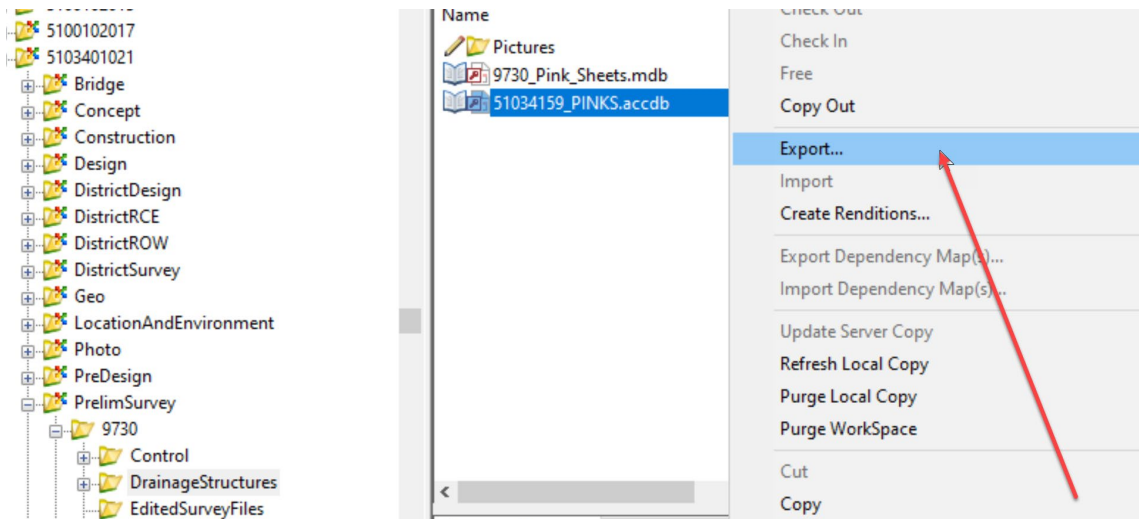 5100102017
5103401021
Bridge
Concept
Construction
Design
DistrictDesign
DistrictRCE
DistrictROW
DistrictSurvey
Geo
LocationAndEnvironment
Photo
PreDesign
PrelimSurvey
9730
Control
DrainageStructures
EditedSurveyFiles
Name
Pictures
9730_Pink_Sheets.mdb
51034159_PINKS.accdb
Check Out
Check In
Free
Copy Out
Export...
Import
Create Renditions...
Export Dependency Map(s)...
Import Dependency Map(s)...
Update Server Copy
Refresh Local Copy
Purge Local Copy
Purge WorkSpace
Cut
Copy